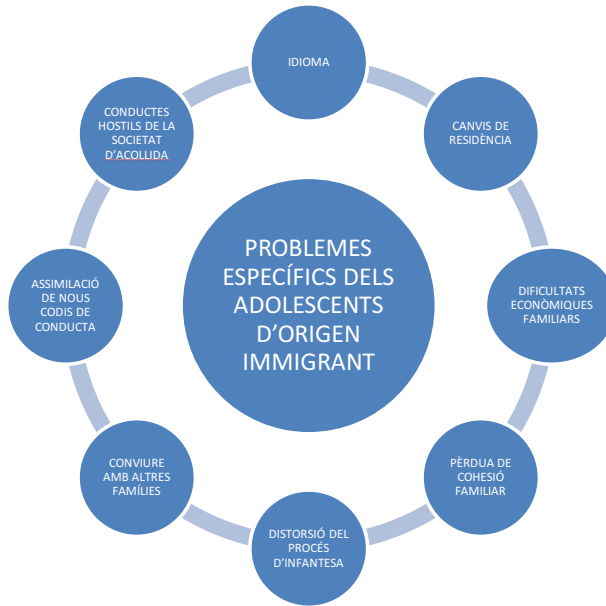 IDIOMA
CANVIS DE
RESIDÈNCIA
DIFICULTATS
ECONÒMIQUES
FAMILIARS
PÈRDUA DE
COHESIÓ
FAMILIAR
DISTORSIÓ DEL
PROCÉS
D'INFANTESA
CONVIURE
AMB ALTRES
FAMÍLIES
ASSIMILACIÓ
DE NOUS
CODIS DE
CONDUCTA
CONDUCTES
HOSTILS DE LA
SOCIETAT
D'ACOLLIDA
PROBLEMES
ESPECÍFICS DELS
ADOLESCENTS
D'ORIGEN
IMMIGRANT